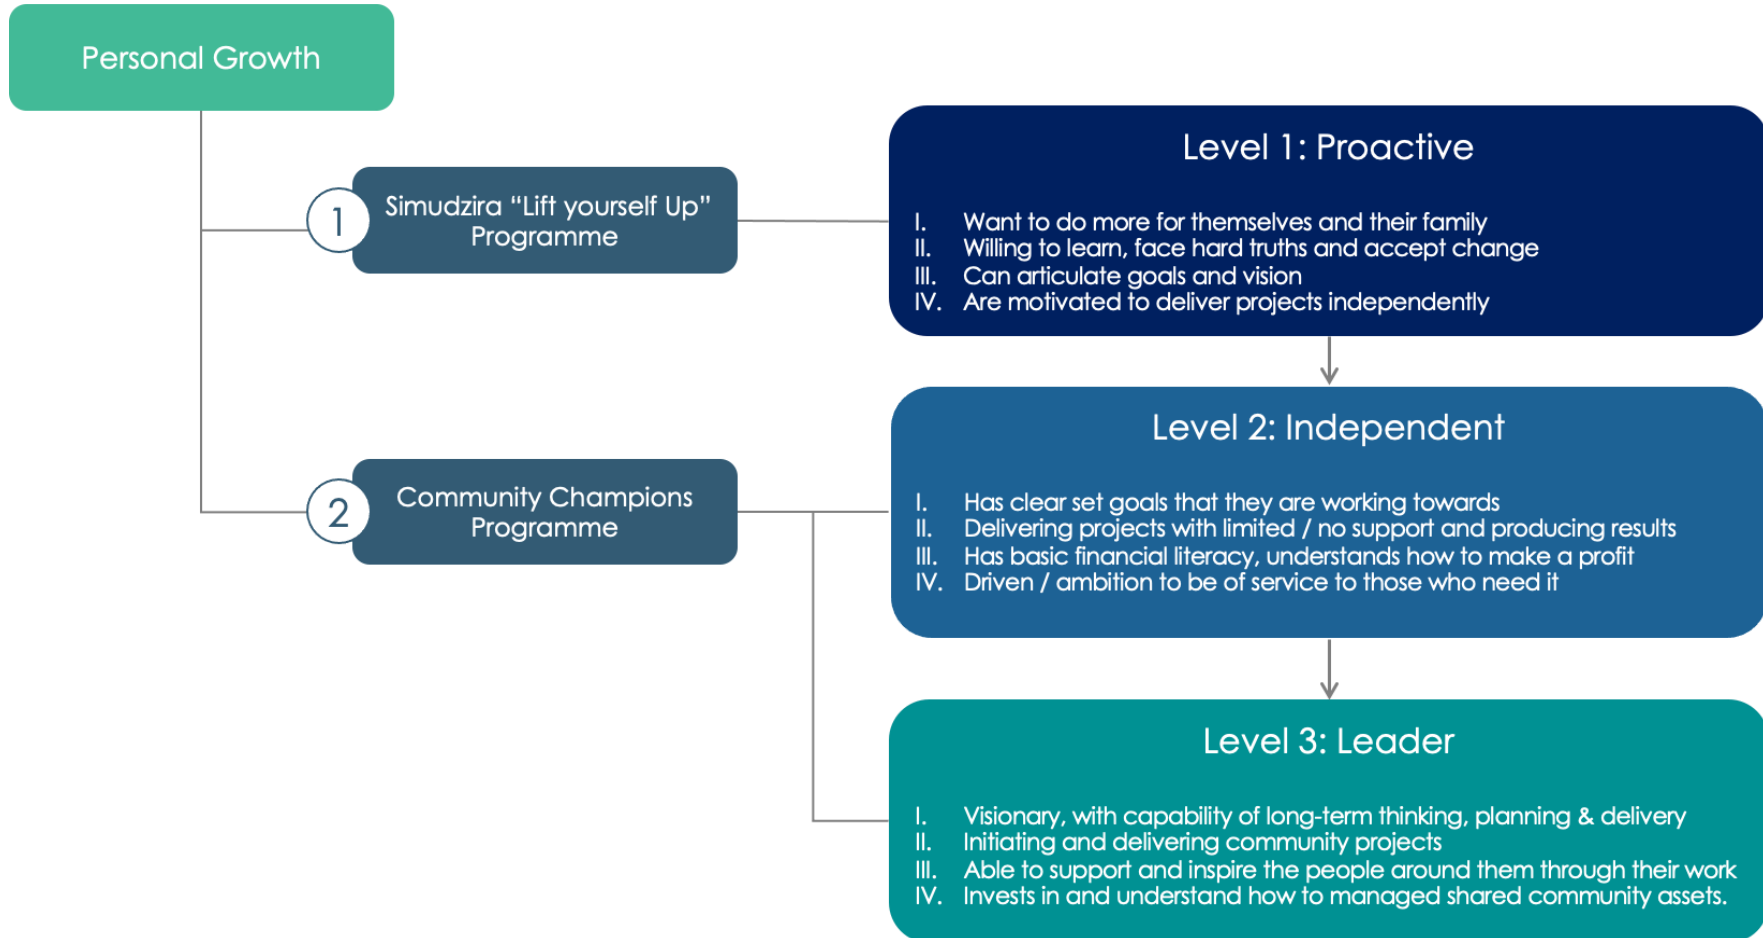 Personal Growth
1
Simudzira “Lift yourself Up”
Programme
Level 1: Proactive
I. Want to do more for themselves and their family
II. Willing to learn, face hard truths and accept change
III. Can articulate goals and vision
IV. Are motivated to deliver projects independently
2
Community Champions
Programme
Level 2: Independent
I. Has clear set goals that they are working towards
II. Delivering projects with limited / no support and producing results
III. Has basic financial literacy, understands how to make a profit
IV. Driven / ambition to be of service to those who need it
Level 3: Leader
I. Visionary, with capability of long-term thinking, planning & delivery
II. Initiating and delivering community projects
III. Able to support and inspire the people around them through their work
IV. Invests in and understand how to managed shared community assets.